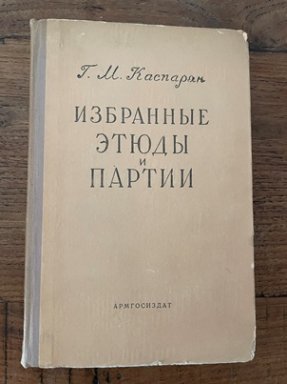 Г. М. Каспарян
ИЗБРАННЫЕ
ЭТЮДЫ
И
ПАРТИИ
АРМГОСИЗДАТ